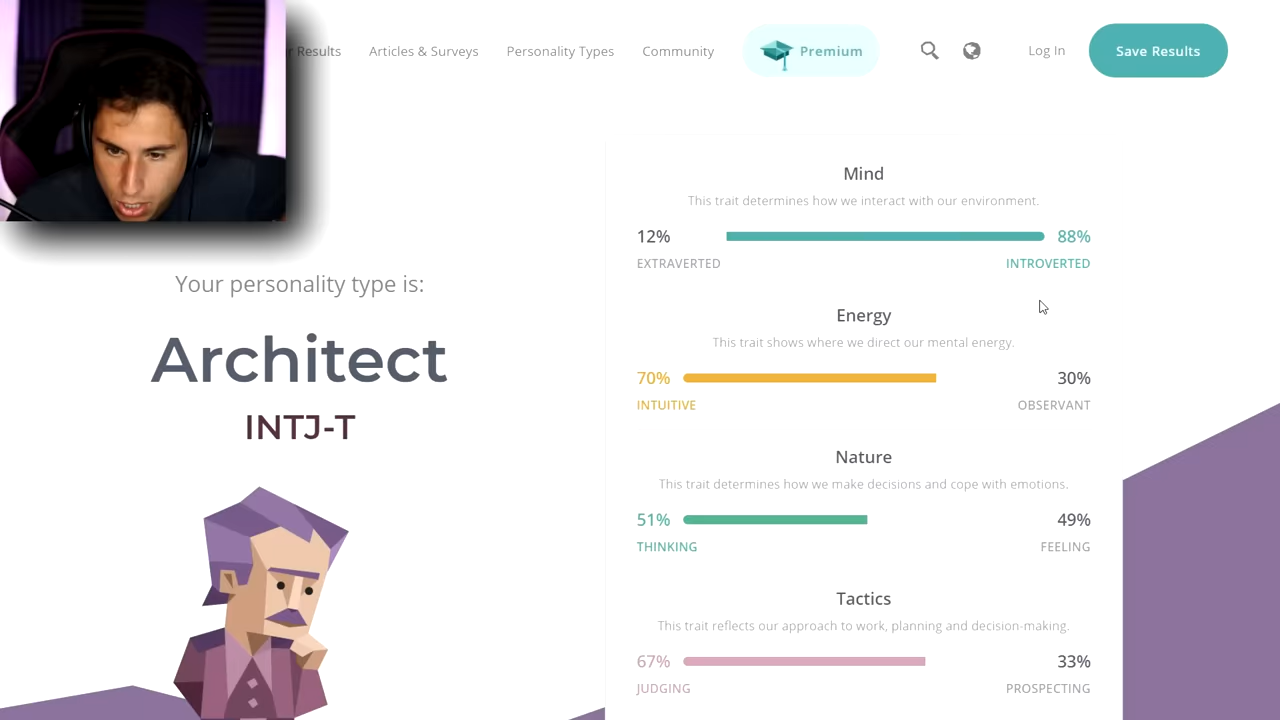 r Results
Articles & Surveys
Personality Types
Community
Premium
Log In
Save Results
Your personality type is:
Architect
INTJ-T
Mind
This trait determines how we interact with our environment.
12%
88%
EXTRAVERTED
INTROVERTED
Energy
This trait shows where we direct our mental energy.
70%
30%
INTUITIVE
OBSERVANT
Nature
This trait determines how we make decisions and cope with emotions.
51%
49%
THINKING
FEELING
Tactics
This trait reflects our approach to work, planning and decision-making.
67%
33%
JUDGING
PROSPECTING